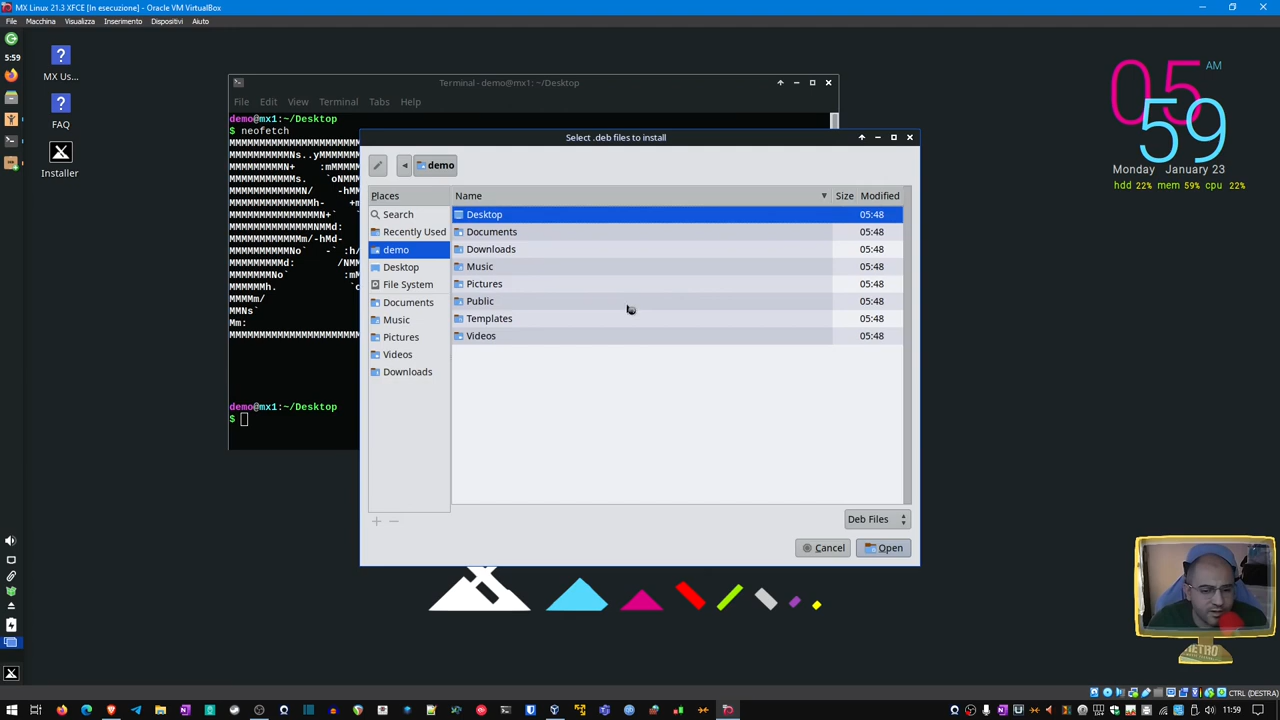 MX Linux 21.3 XFCE [In esecuzione] - Oracle VM VirtualBox
File Macchina Visualizza Inserimento Dispositivi Aiuto
5:59
MX Us...
FAQ
Installer
Terminal - demo@mx1: ~/Desktop
File Edit View Terminal Tabs Help
demo@mx1:~/Desktop
$ neofetch
demo@mx1:~/Desktop
$
Select .deb files to install
demo
Places
Search
Recently Used
demo
Desktop
File System
Documents
Music
Pictures
Videos
Downloads
Name Size Modified
Desktop 05:48
Documents 05:48
Downloads 05:48
Music 05:48
Pictures 05:48
Public 05:48
Templates 05:48
Videos 05:48
Deb Files
Cancel Open
05 AM
59
Monday January 23
hdd 22% mem 59% cpu 22%
RETRO
CTRL (DESTRA)
11:59